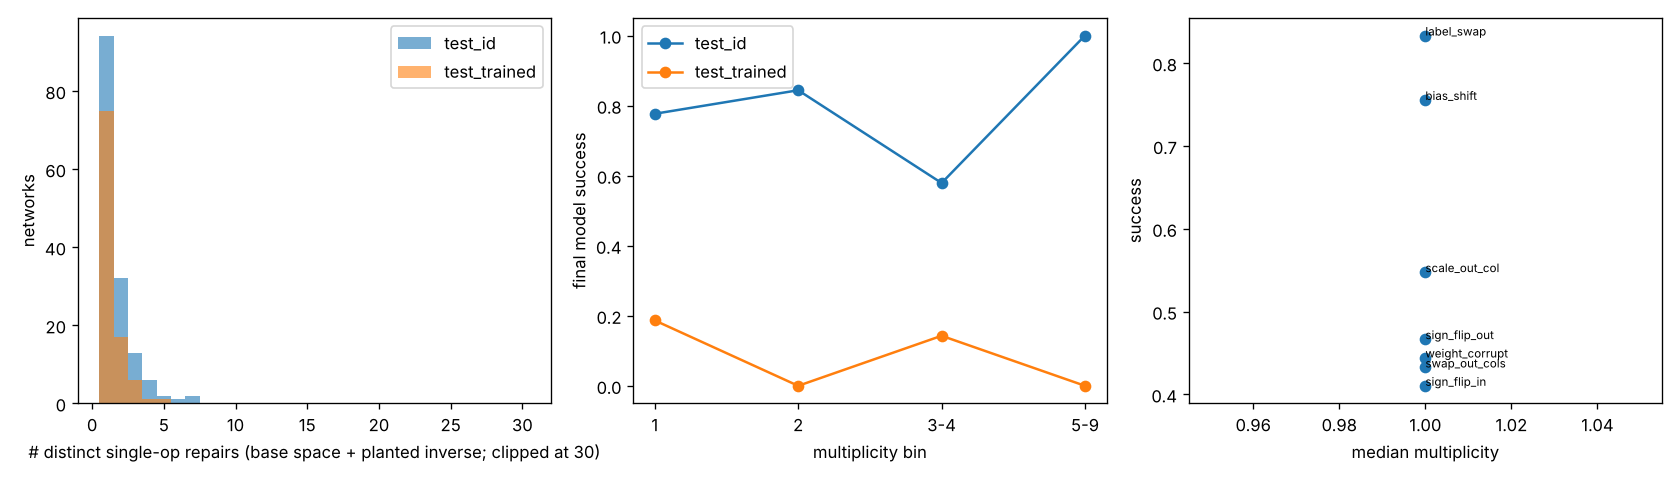 test_id
test_trained
80
60
40
20
0
networks
0 5 10 15 20 25 30
# distinct single-op repairs (base space + planted inverse; clipped at 30)
test_id
test_trained
1.0
0.8
0.6
0.4
0.2
0.0
final model success
1 2 3-4 5-9
multiplicity bin
label_swap
bias_shift
scale_out_col
sign_flip_out
weight_corrupt
swap_out_cols
sign_flip_in
0.8
0.7
0.6
0.5
0.4
success
0.96 0.98 1.00 1.02 1.04
median multiplicity